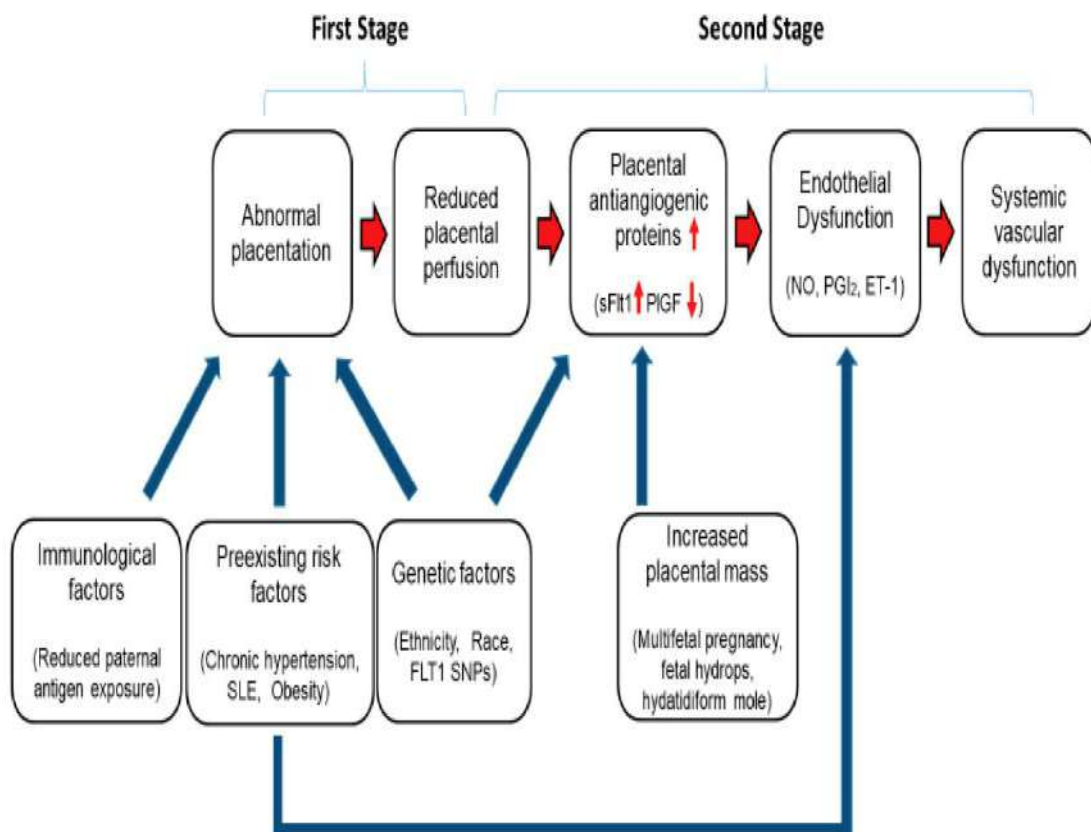 First Stage
Second Stage
Abnormal
placentation
Reduced
placental
perfusion
Placental
antiangiogenic
proteins
(sFlt1 PlGF )
Endothelial
Dysfunction
(NO, PGI₂, ET-1)
Systemic
vascular
dysfunction
Immunological
factors
(Reduced paternal
antigen exposure)
Preexisting risk
factors
(Chronic hypertension,
SLE, Obesity)
Genetic factors
(Ethnicity, Race,
FLT1 SNPs)
Increased
placental mass
(Multifetal pregnancy,
fetal hydrops,
hydatidiform mole)